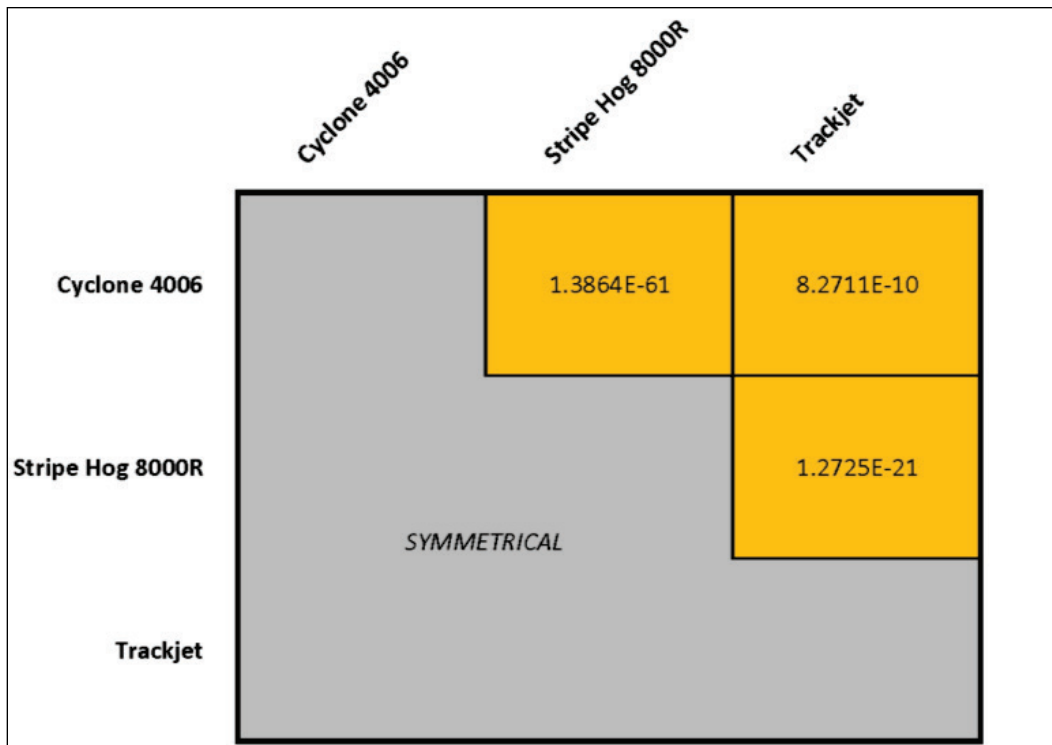 Cyclone 4006
Stripe Hog 8000R
Trackjet
Cyclone 4006
1.3864E-61
8.2711E-10
Stripe Hog 8000R
1.2725E-21
SYMMETRICAL
Trackjet